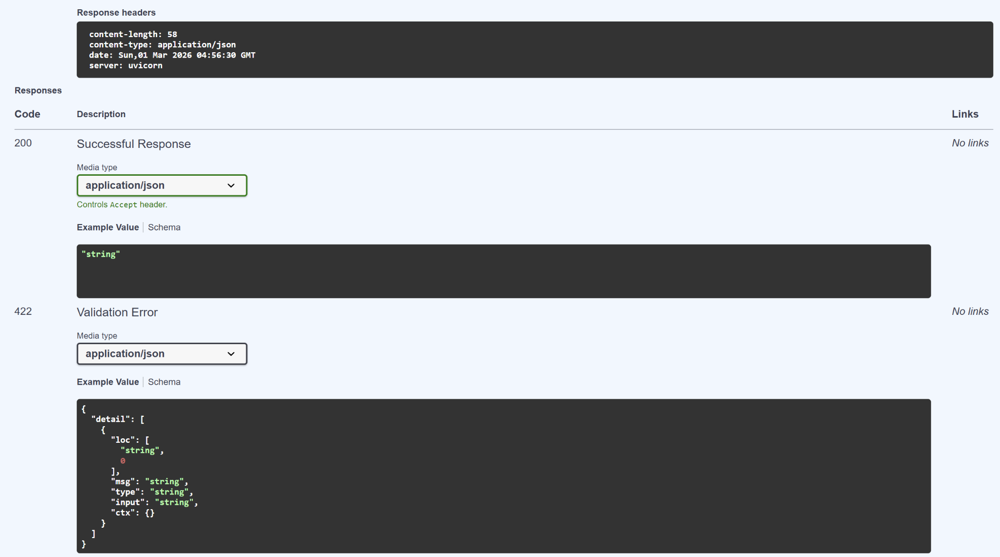 Response headers
content-length: 58
content-type: application/json
date: Sun,01 Mar 2026 04:56:30 GMT
server: uvicorn
Responses
Code Description Links
200 Successful Response No links
Media type
application/json
Controls Accept header.
Example Value Schema
"string"
422 Validation Error No links
Media type
application/json
Example Value Schema
{
  "detail": [
    {
      "loc": [
        "string",
        0
      ],
      "msg": "string",
      "type": "string",
      "input": "string",
      "ctx": {}
    }
  ]
}